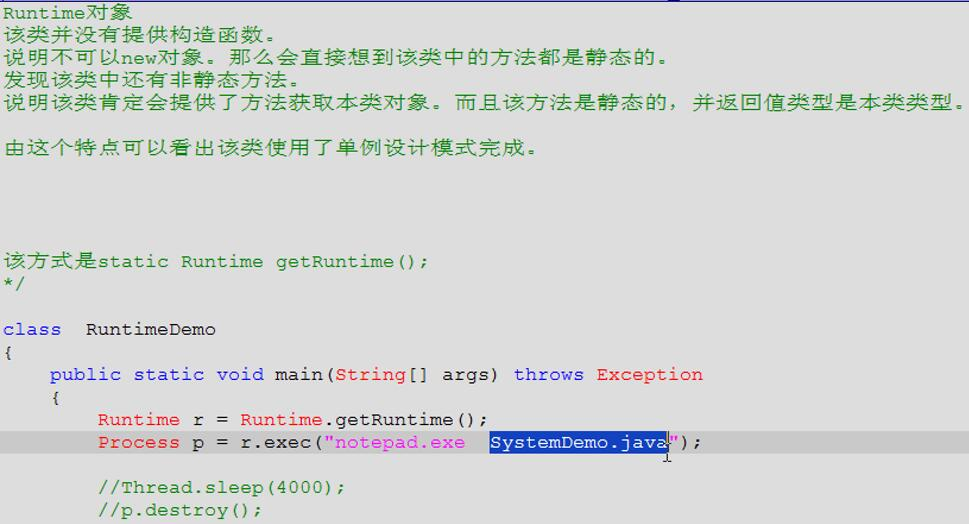 Runtime对象
该类并没有提供构造函数。
说明不可以new对象。那么会直接想到该类中的方法都是静态的。
发现该类中还有非静态方法。
说明该类肯定会提供了方法获取本类对象。而且该方法是静态的，并返回值类型是本类类型。
由这个特点可以看出该类使用了单例设计模式完成。
该方式是static Runtime getRuntime();
*/
class  RuntimeDemo
{
    public static void main(String[] args) throws Exception
    {
        Runtime r = Runtime.getRuntime();
        Process p = r.exec("notepad.exe  SystemDemo.java");
        //Thread.sleep(4000);
        //p.destroy();